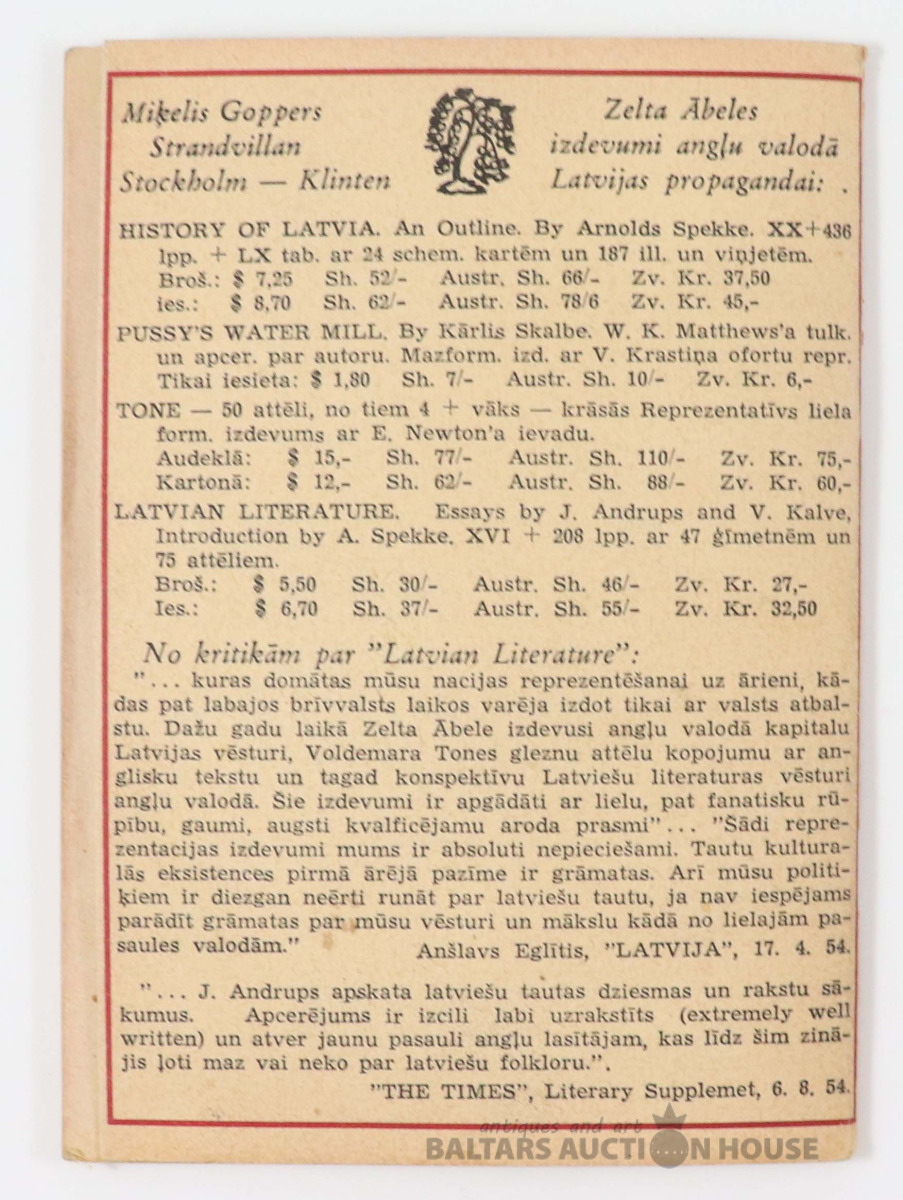 Miķelis Goppers
Strandvillan
Stockholm — Klinten
Zelta Ābeles
izdevumi angļu valodā
Latvijas propagandai: .
HISTORY OF LATVIA. An Outline. By Arnolds Spekke. XX+436
lpp. + LX tab. ar 24 schem. kartēm un 187 ill. un viņjetēm.
Broš.: $ 7,25 Sh. 52/- Austr. Sh. 66/- Zv. Kr. 37,50
ies.: $ 8,70 Sh. 62/- Austr. Sh. 78/6 Zv. Kr. 45,-
PUSSY'S WATER MILL. By Kārlis Skalbe. W. K. Matthews'a tulk.
un apcer. par autoru. Mazform. izd. ar V. Krastiņa ofortu repr.
Tikai iesieta: $ 1,80 Sh. 7/- Austr. Sh. 10/- Zv. Kr. 6,-
TONE — 50 attēli, no tiem 4 + vāks — krāsās Reprezentatīvs liela
form. izdevums ar E. Newton'a ievadu.
Audeklā: $ 15,- Sh. 77/- Austr. Sh. 110/- Zv. Kr. 75,-
Kartonā: $ 12,- Sh. 62/- Austr. Sh. 88/- Zv. Kr. 60,-
LATVIAN LITERATURE. Essays by J. Andrups and V. Kalve,
Introduction by A. Spekke. XVI + 208 lpp. ar 47 ģīmetnēm un
75 attēliem.
Broš.: $ 5,50 Sh. 30/- Austr. Sh. 46/- Zv. Kr. 27,-
Ies.: $ 6,70 Sh. 37/- Austr. Sh. 55/- Zv. Kr. 32,50
No kritikām par ”Latvian Literature”:
”... kuras domātas mūsu nacijas reprezentēšanai uz ārieni, kā-
das pat labajos brīvvalsts laikos varēja izdot tikai ar valsts atbal-
stu. Dažu gadu laikā Zelta Ābele izdevusi angļu valodā kapitalu
Latvijas vēsturi, Voldemara Tones gleznu attēlu kopojumu ar an-
glisku tekstu un tagad konspektīvu Latviešu literaturas vēsturi
angļu valodā. Šie izdevumi ir apgādāti ar lielu, pat fanatisku rū-
pību, gaumi, augsti kvalficējamu aroda prasmi”... ”Šādi repre-
zentacijas izdevumi mums ir absoluti nepieciešami. Tautu kultura-
lās eksistences pirmā ārējā pazīme ir grāmatas. Arī mūsu politi-
ķiem ir diezgan neērti runāt par latviešu tautu, ja nav iespējams
parādīt grāmatas par mūsu vēsturi un mākslu kādā no lielajām pa-
saules valodām.”
Anšlavs Eglītis, ”LATVIJA”, 17. 4. 54.
”... J. Andrups apskata latviešu tautas dziesmas un rakstu sā-
kumus. Apcerējums ir izcili labi uzrakstīts (extremely well
written) un atver jaunu pasauli angļu lasītājam, kas līdz šim zinā-
jis ļoti maz vai neko par latviešu folkloru.”.
”THE TIMES”, Literary Supplemet, 6. 8. 54.
antiques and art
BALTARS AUCTION HOUSE